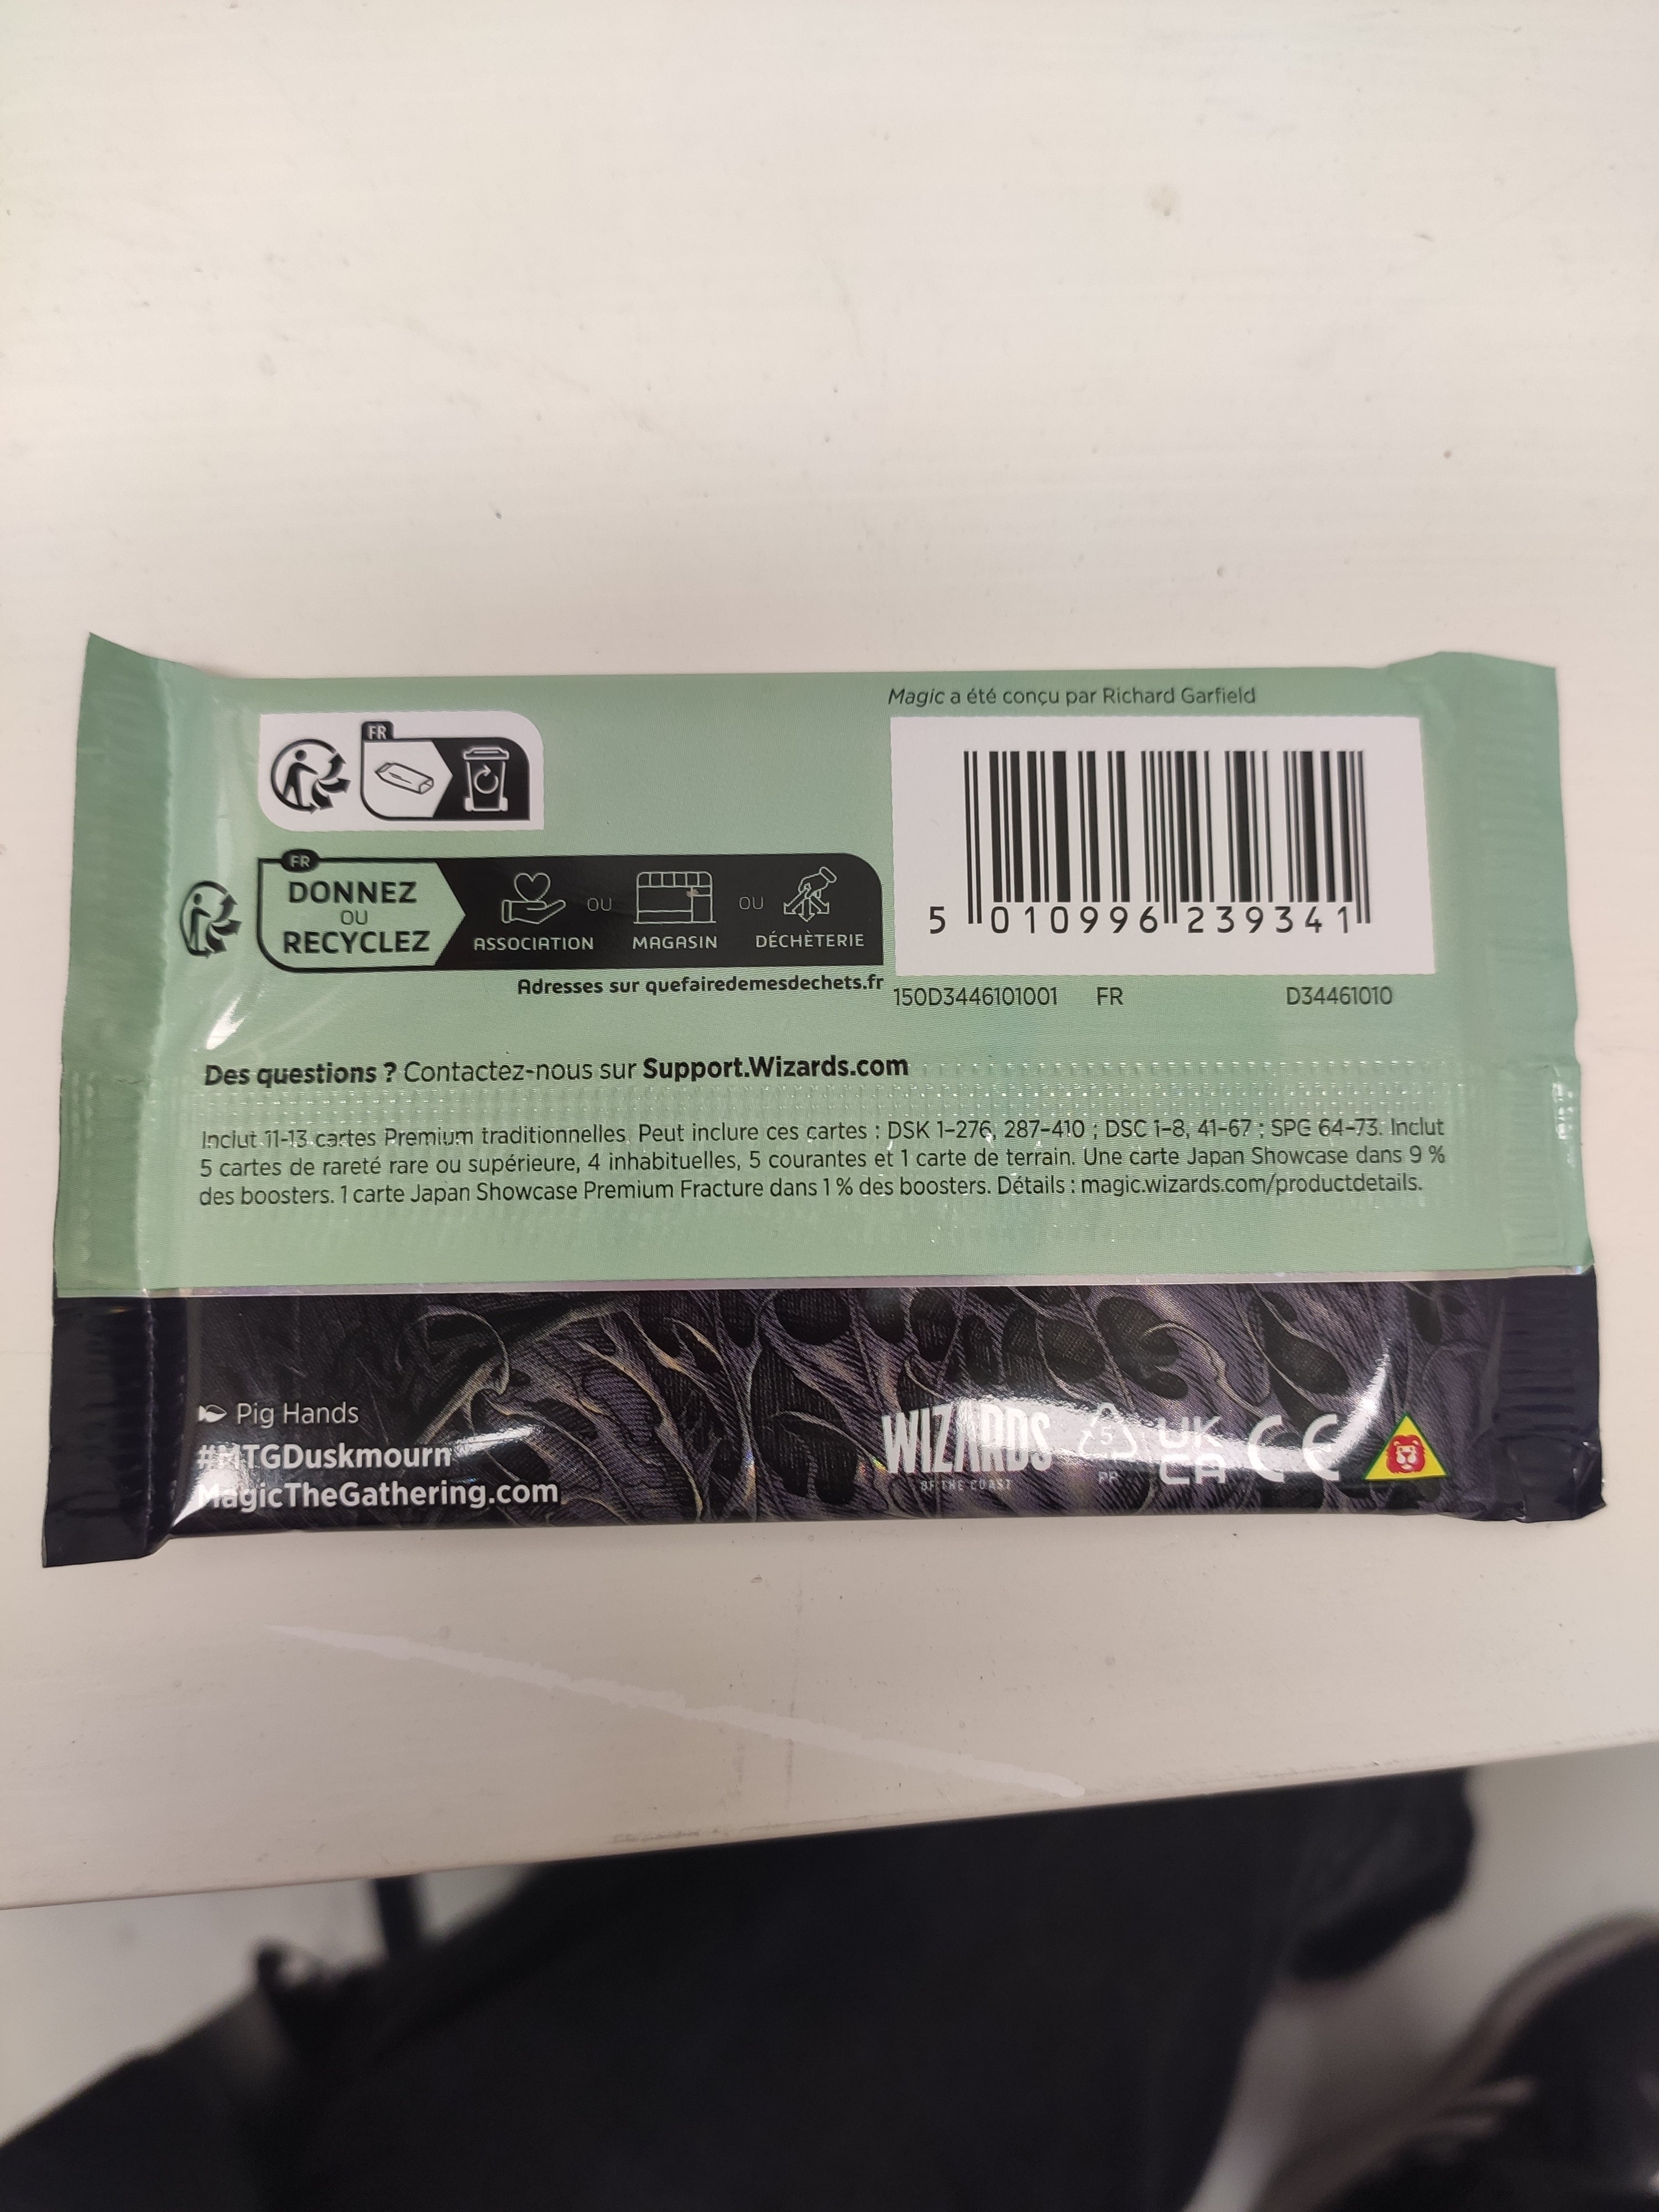 Magic a été conçu par Richard Garfield
FR
FR
DONNEZ
OU
RECYCLEZ
ASSOCIATION
OU
MAGASIN
OU
DÉCHÈTERIE
Adresses sur quefairedemesdechets.fr
5 010996 239341
150D3446101001 FR D34461010
Des questions ? Contactez-nous sur Support.Wizards.com
Inclut 11-13 cartes Premium traditionnelles. Peut inclure ces cartes : DSK 1-276, 287-410 ; DSC 1-8, 41-67 ; SPG 64-73. Inclut
5 cartes de rareté rare ou supérieure, 4 inhabituelles, 5 courantes et 1 carte de terrain. Une carte Japan Showcase dans 9 %
des boosters. 1 carte Japan Showcase Premium Fracture dans 1 % des boosters. Détails : magic.wizards.com/productdetails.
Pig Hands
#MTGDuskmourn
MagicTheGathering.com
WIZARDS
OF THE COAST
5
PP
UK
CA
CE